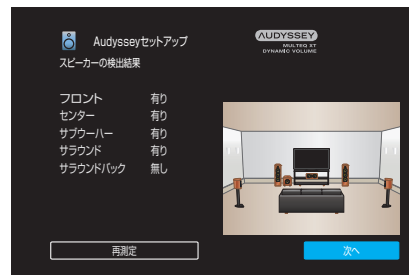 Audysseyセットアップ
AUDYSSEY
MULTEQ XT
DYNAMIC VOLUME
スピーカーの検出結果
フロント 有り
センター 有り
サブウーハー 有り
サラウンド 有り
サラウンドバック 無し
再測定
次へ